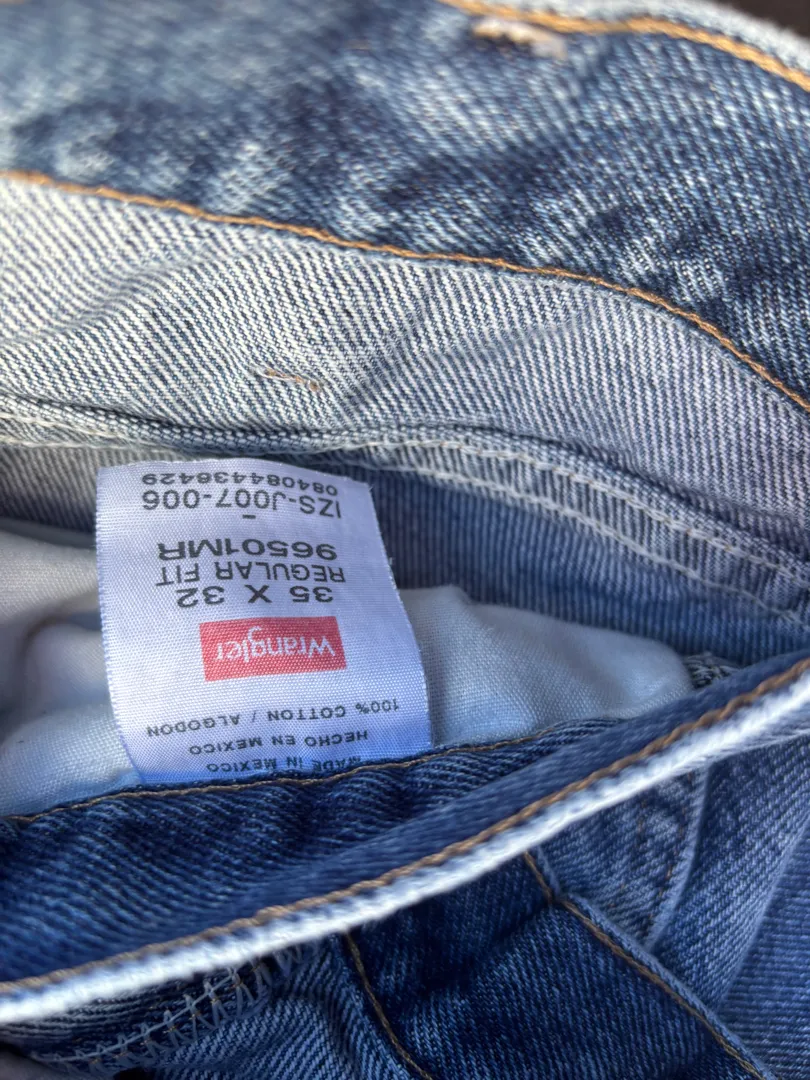 MADE IN MEXICO
HECHO EN MEXICO
100% COTTON / ALGODON
Wrangler
35 X 32
REGULAR FIT
96501MR
IZS-J007-006
084084436429